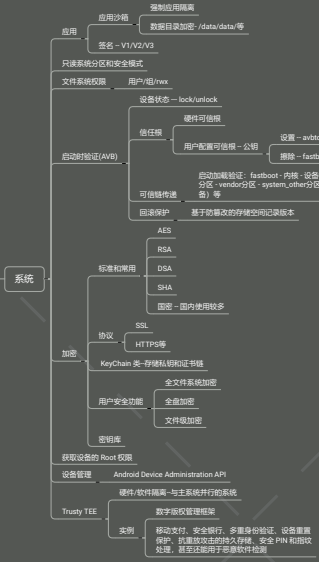 强制应用隔离
应用沙箱
数据目录加密- /data/data/等
应用
签名 – V1/V2/V3
只读系统分区和安全模式
文件系统权限
用户/组/rwx
设备状态 — lock/unlock
硬件可信根
信任根
设置 – avbto
用户配置可信根 – 公钥
擦除 – fastb
启动时验证(AVB)
启动加载验证：fastboot - 内核 - 设备
分区 - vendor分区 - system_other分区
可信链传递
备）等
回滚保护
基于防篡改的存储空间记录版本
AES
RSA
标准和常用
DSA
SHA
系统
国密 – 国内使用较多
SSL
协议
HTTPS等
加密
KeyChain 类–存储私钥和证书链
全文件系统加密
用户安全功能
全盘加密
文件级加密
密钥库
获取设备的 Root 权限
设备管理
Android Device Administration API
硬件/软件隔离–与主系统并行的系统
Trusty TEE
数字版权管理框架
实例
移动支付、安全银行、多重身份验证、设备重置
保护、抗重放攻击的持久存储、安全 PIN 和指纹
处理，甚至还能用于恶意软件检测